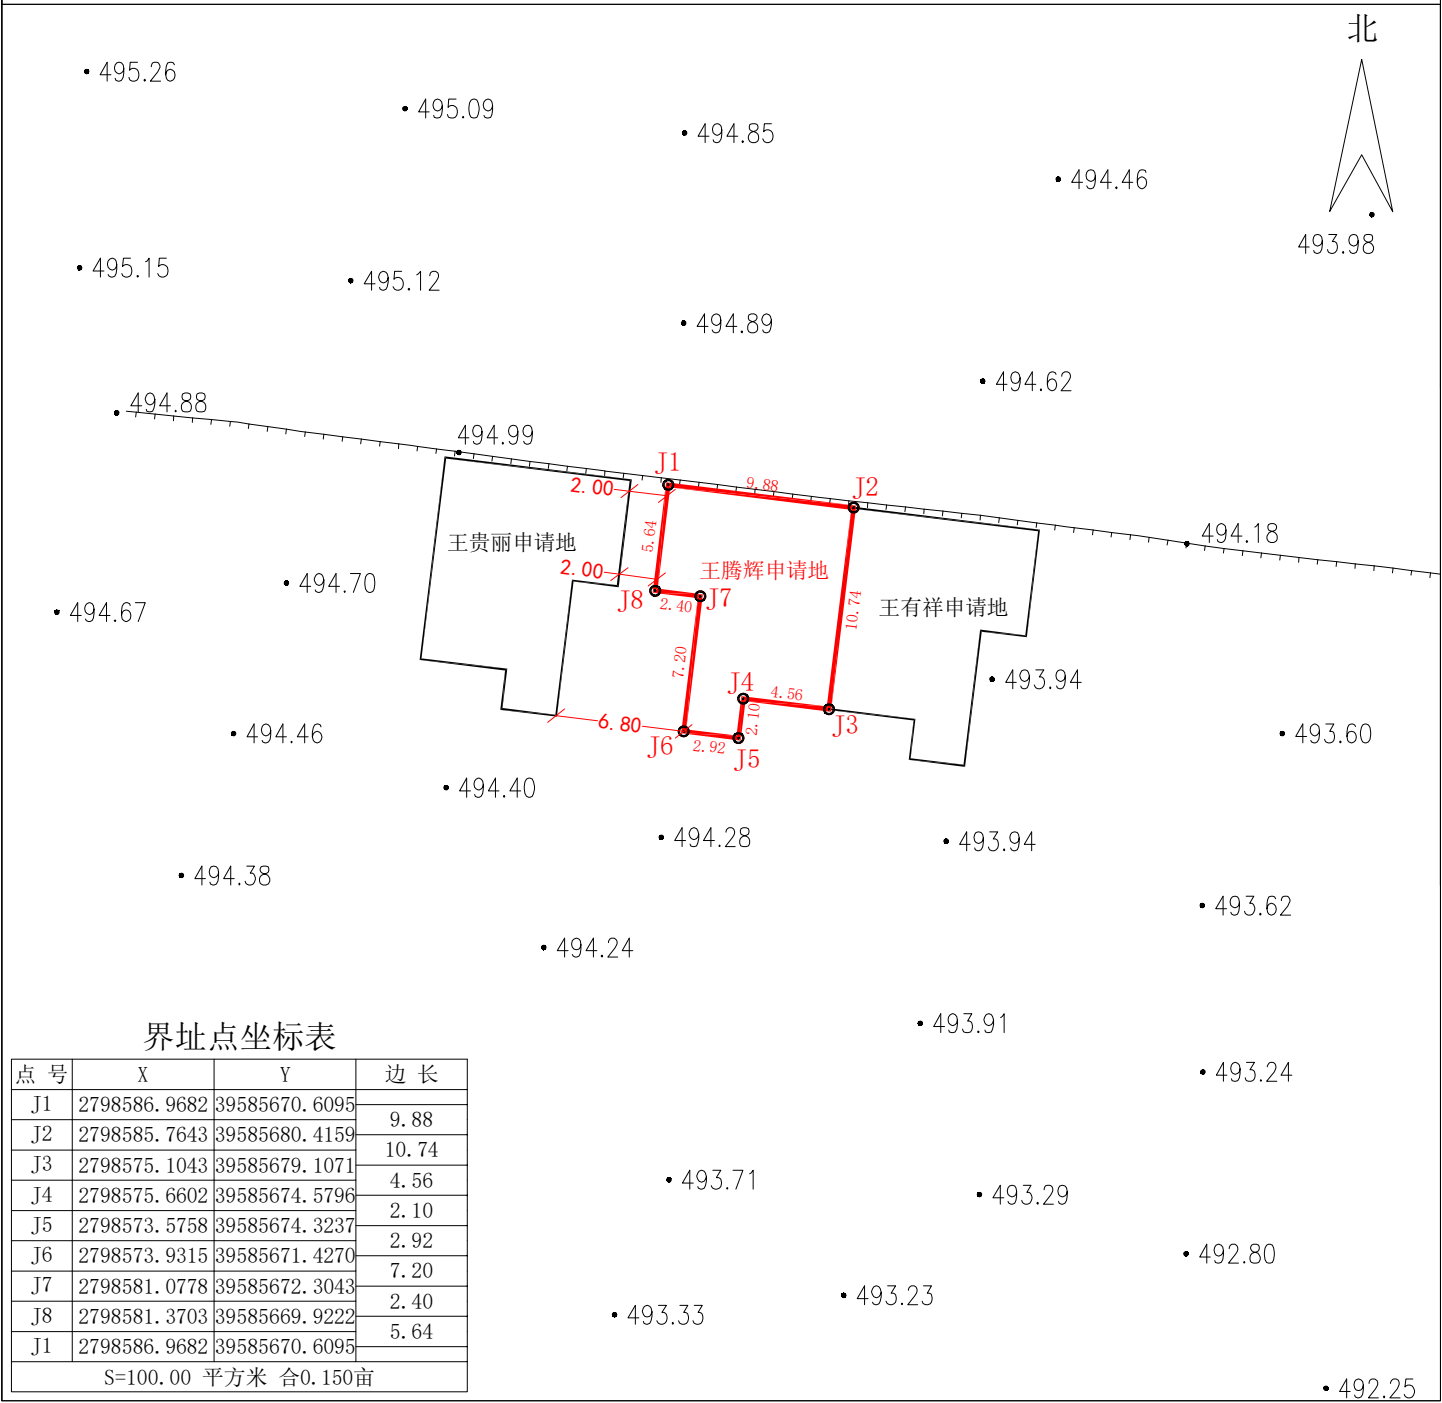 北
495.26
495.09
494.85
494.46
493.98
495.15
495.12
494.89
494.62
494.88
494.99
J1
9.88
J2
2.00
494.18
5.64
王贵丽申请地
王腾辉申请地
2.00
494.70
J8
2.40
J7
10.74
王有祥申请地
494.67
7.20
493.94
J4
4.56
2.10
J3
6.80
494.46
J6
2.92
J5
493.60
494.40
494.28
493.94
494.38
493.62
494.24
493.91
493.24
493.71
493.29
492.80
493.23
493.33
492.25
界址点坐标表
点 号 X Y 边 长
J1 2798586.9682 39585670.6095
9.88
J2 2798585.7643 39585680.4159
10.74
J3 2798575.1043 39585679.1071
4.56
J4 2798575.6602 39585674.5796
2.10
J5 2798573.5758 39585674.3237
2.92
J6 2798573.9315 39585671.4270
7.20
J7 2798581.0778 39585672.3043
2.40
J8 2798581.3703 39585669.9222
5.64
J1 2798586.9682 39585670.6095
S=100.00 平方米 合0.150亩